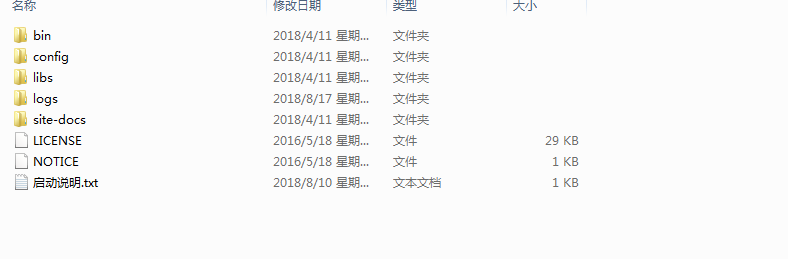 名称 修改日期 类型 大小
bin 2018/4/11 星期... 文件夹
config 2018/4/11 星期... 文件夹
libs 2018/4/11 星期... 文件夹
logs 2018/8/17 星期... 文件夹
site-docs 2018/4/11 星期... 文件夹
LICENSE 2016/5/18 星期... 文件 29 KB
NOTICE 2016/5/18 星期... 文件 1 KB
启动说明.txt 2018/8/10 星期... 文本文档 1 KB